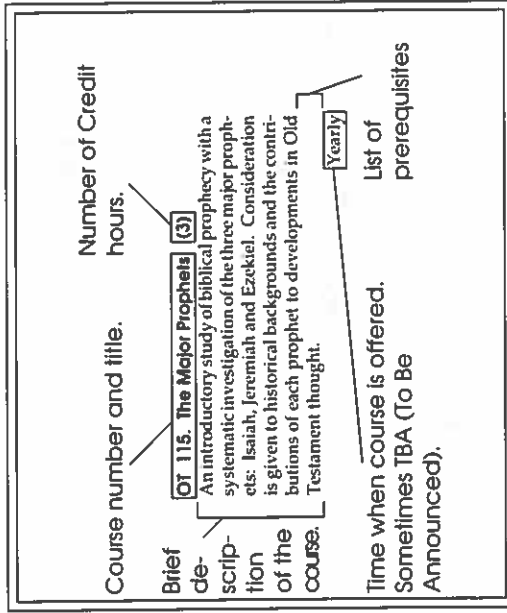 Course number and title.
Number of Credit
hours.
OT 115. The Major Prophets (3)
An introductory study of biblical prophecy with a
systematic investigation of the three major proph-
ets: Isaiah, Jeremiah and Ezekiel. Consideration
is given to historical backgrounds and the contri-
butions of each prophet to developments in Old
Testament thought.
Yearly
Brief
de-
scrip-
tion
of the
course.
Time when course is offered.
Sometimes TBA (To Be
Announced).
List of
prerequisites